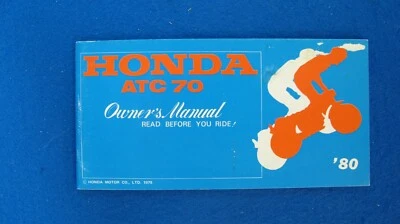 HONDA
ATC 70
Owner's Manual
READ BEFORE YOU RIDE!
'80
© HONDA MOTOR CO., LTD. 1979